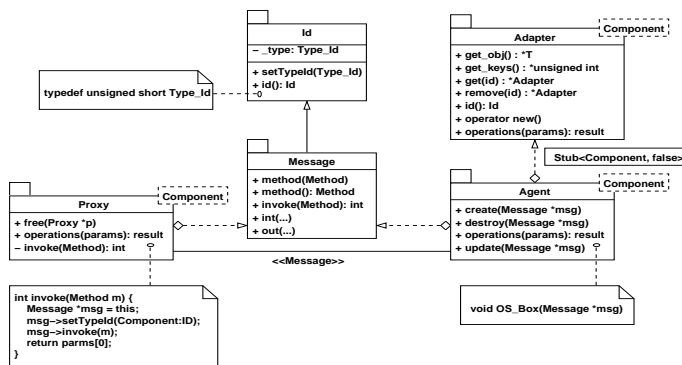 Id
− _type: Type_Id
+ setTypeId(Type_Id)
+ id(): Id
typedef unsigned short Type_Id
Component
Adapter
+ get_obj() : *T
+ get_keys() : *unsigned int
+ get(id) : *Adapter
+ remove(id) : *Adapter
+ id(): Id
+ operator new()
+ operations(params): result
Stub<Component, false>
Message
+ method(Method)
+ method(): Method
+ invoke(Method): int
+ int(...)
+ out(...)
Component
Proxy
+ free(Proxy *p)
+ operations(params): result
− invoke(Method): int
Component
Agent
+ create(Message *msg)
+ destroy(Message *msg)
+ operations(params): result
+ update(Message *msg)
<<Message>>
int invoke(Method m) {
Message *msg = this;
msg−>setTypeId(Component:ID);
msg−>invoke(m);
return parms[0];
}
void OS_Box(Message *msg)